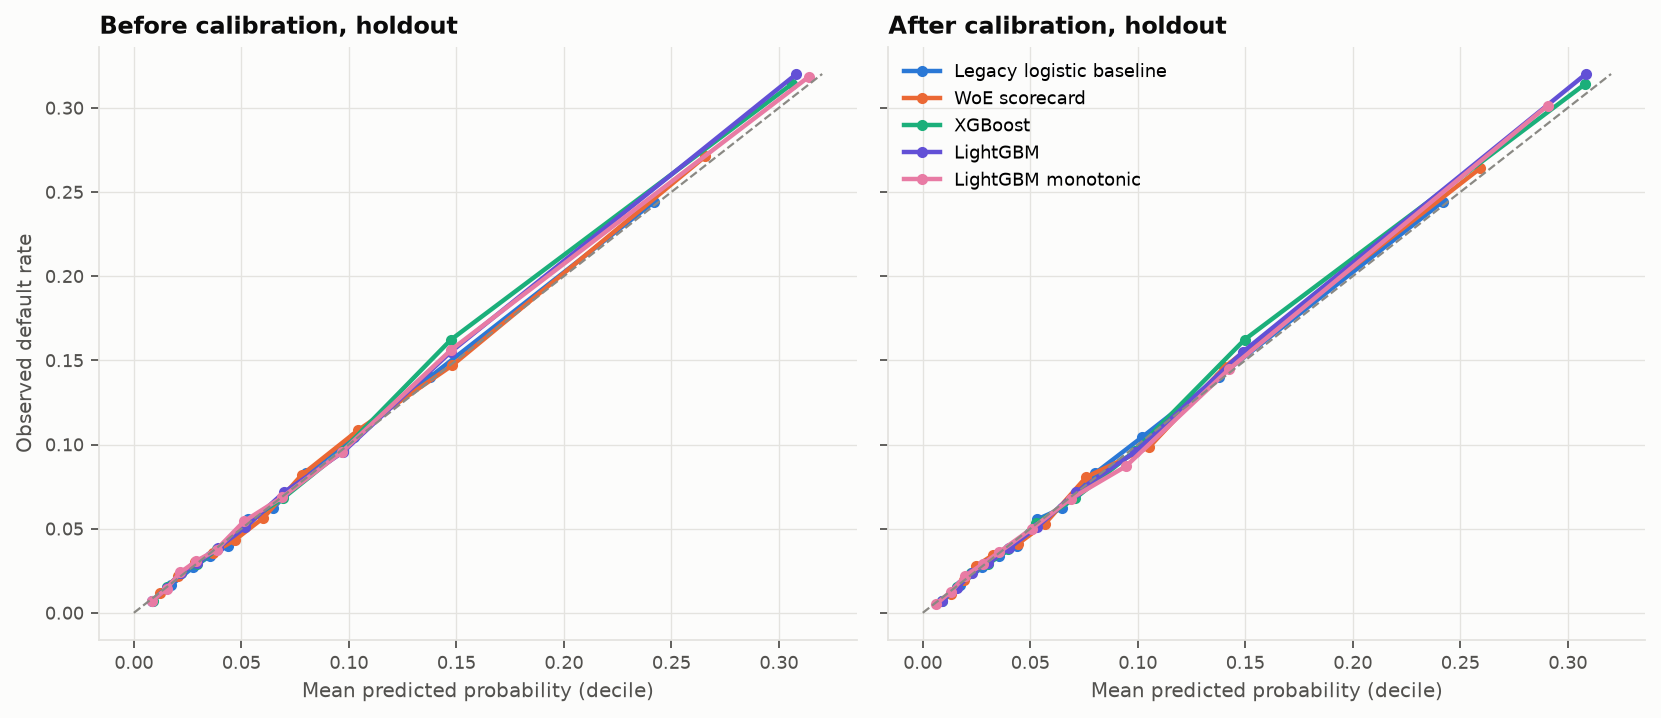 Before calibration, holdout
Observed default rate
0.30
0.25
0.20
0.15
0.10
0.05
0.00
0.00 0.05 0.10 0.15 0.20 0.25 0.30
Mean predicted probability (decile)
After calibration, holdout
Legacy logistic baseline
WoE scorecard
XGBoost
LightGBM
LightGBM monotonic
0.00 0.05 0.10 0.15 0.20 0.25 0.30
Mean predicted probability (decile)